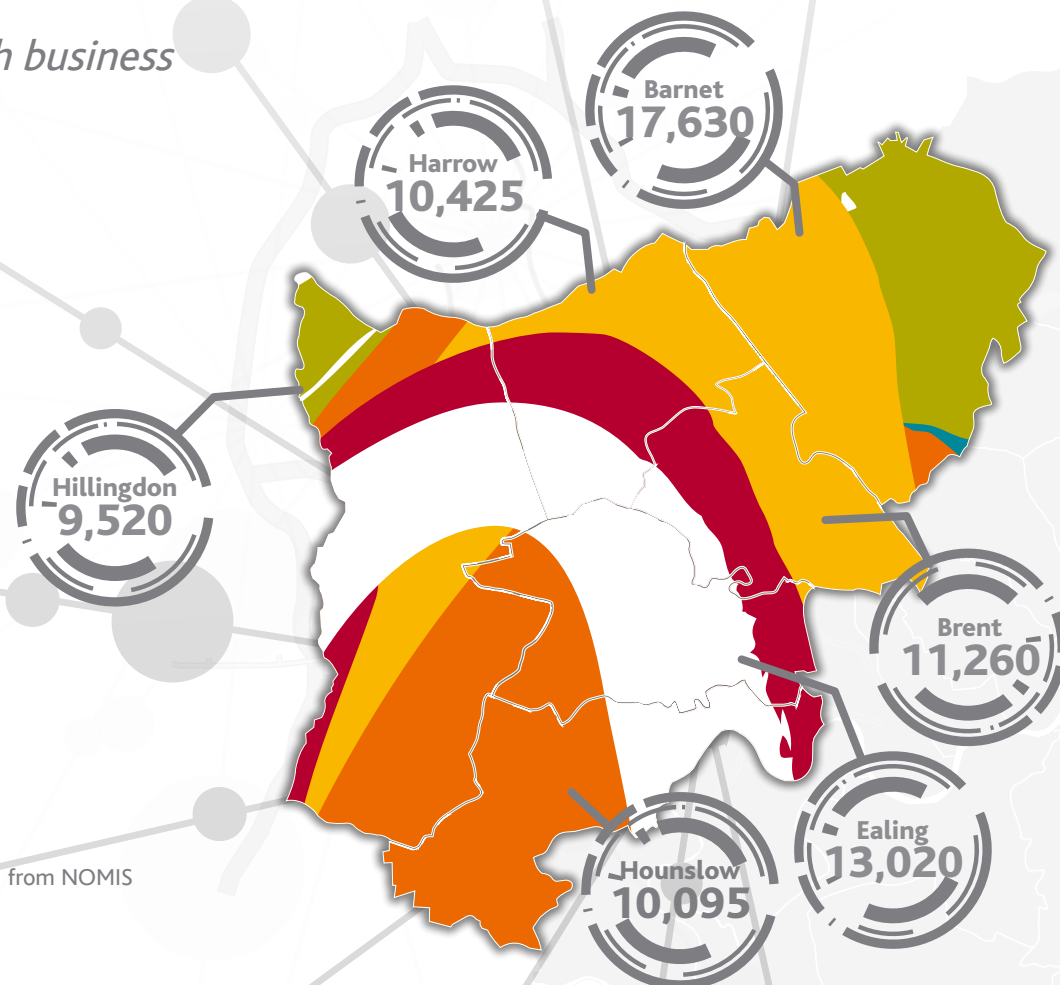 business
Barnet
17,630
Harrow
10,425
Hillingdon
9,520
Brent
11,260
Ealing
13,020
Hounslow
10,095
from NOMIS